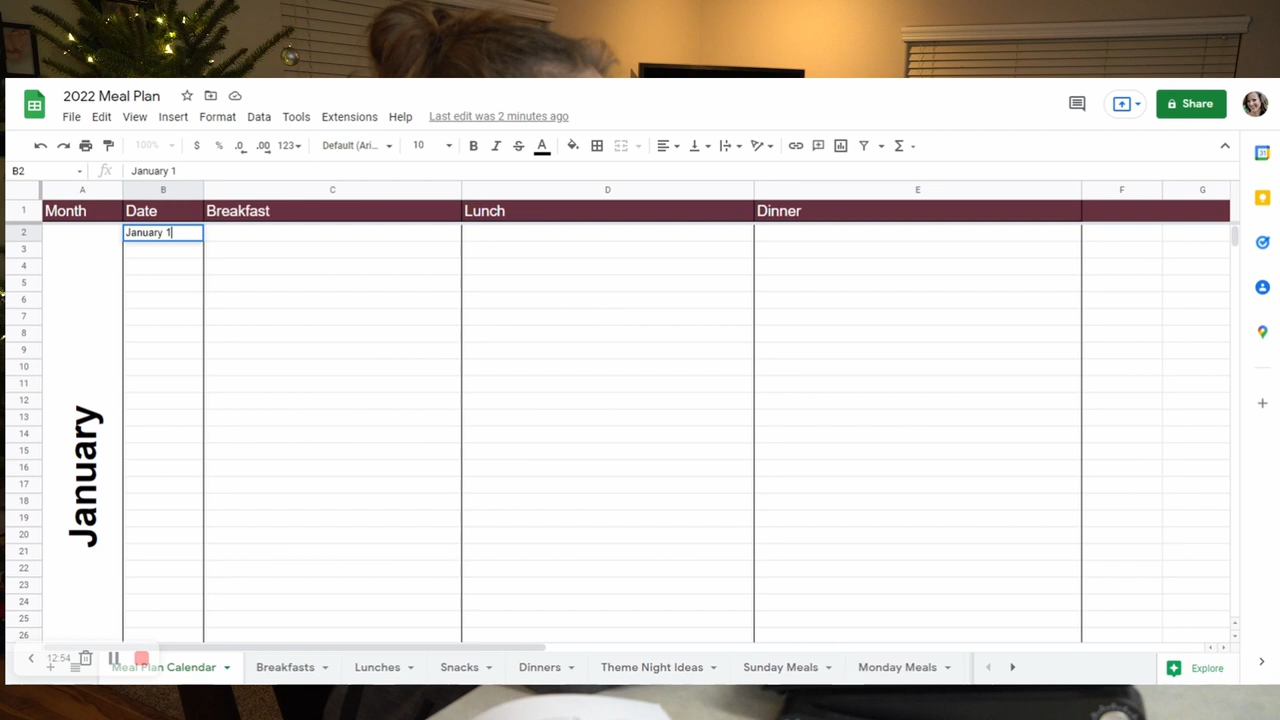 2022 Meal Plan
File Edit View Insert Format Data Tools Extensions Help Last edit was 2 minutes ago
Share
100% $ % .0 .00 123 Default (Ari... 10 B I S A
B2 fx January 1
A B C D E F G
1 Month Date Breakfast Lunch Dinner
2 January 1
3
4
5
6
7
8
9
10
11
12
13
14
15
16
17
18
19
20
21
22
23
24
25
26
January
12:54
Meal Plan Calendar Breakfasts Lunches Snacks Dinners Theme Night Ideas Sunday Meals Monday Meals Explore
31